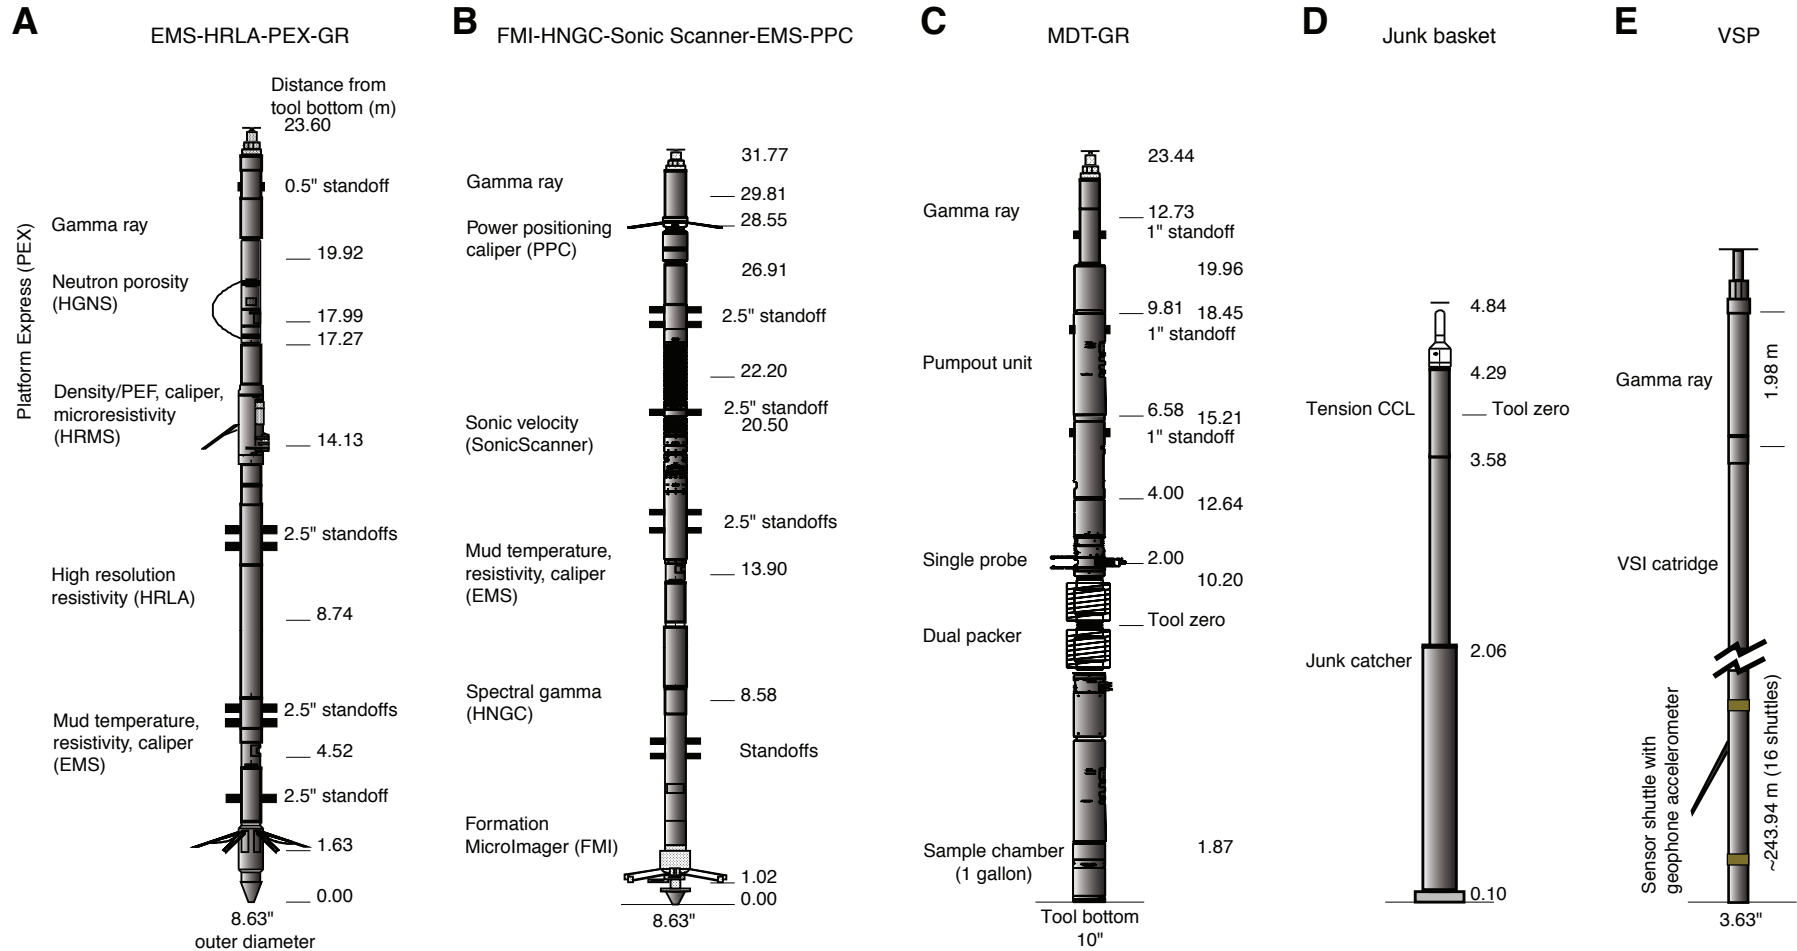 A
EMS-HRLA-PEX-GR
Distance from
tool bottom (m)
23.60
0.5" standoff
Platform Express (PEX)
Gamma ray
19.92
Neutron porosity
(HGNS)
17.99
17.27
Density/PEF, caliper,
microresistivity
(HRMS)
14.13
2.5" standoffs
High resolution
resistivity (HRLA)
8.74
2.5" standoffs
Mud temperature,
resistivity, caliper
(EMS)
4.52
2.5" standoff
1.63
0.00
8.63"
outer diameter
B
FMI-HNGC-Sonic Scanner-EMS-PPC
31.77
Gamma ray
29.81
28.55
Power positioning
caliper (PPC)
26.91
2.5" standoff
22.20
2.5" standoff
20.50
Sonic velocity
(SonicScanner)
2.5" standoffs
Mud temperature,
resistivity, caliper
(EMS)
13.90
Spectral gamma
(HNGC)
8.58
Standoffs
Formation
MicroImager (FMI)
1.02
0.00
8.63"
C
MDT-GR
23.44
Gamma ray
12.73
1" standoff
19.96
9.81
18.45
1" standoff
Pumpout unit
6.58
15.21
1" standoff
4.00
12.64
Single probe
2.00
10.20
Tool zero
Dual packer
1.87
Sample chamber
(1 gallon)
Tool bottom
10"
D
Junk basket
4.84
4.29
Tension CCL
Tool zero
3.58
2.06
Junk catcher
0.10
E
VSP
Gamma ray
1.98 m
VSI catridge
Sensor shuttle with
geophone accelerometer
~243.94 m (16 shuttles)
3.63"